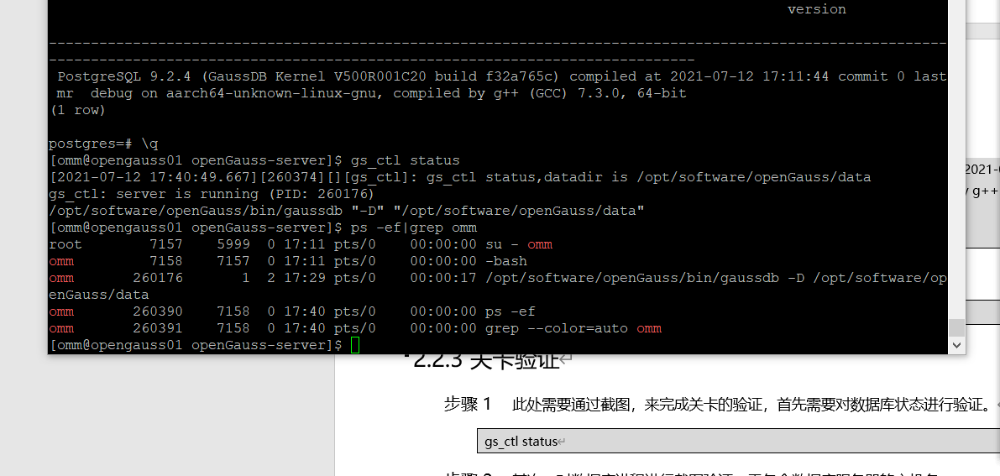 version
--------------------------------------------------------------------------------------------------------------
-----------------------------------------------------------------------------
PostgreSQL 9.2.4 (GaussDB Kernel V500R001C20 build f32a765c) compiled at 2021-07-12 17:11:44 commit 0 last
mr  debug on aarch64-unknown-linux-gnu, compiled by g++ (GCC) 7.3.0, 64-bit
(1 row)
postgres=# \q
[omm@opengauss01 openGauss-server]$ gs_ctl status
[2021-07-12 17:40:49.667][260374][][gs_ctl]: gs_ctl status,datadir is /opt/software/openGauss/data
gs_ctl: server is running (PID: 260176)
/opt/software/openGauss/bin/gaussdb "-D" "/opt/software/openGauss/data"
[omm@opengauss01 openGauss-server]$ ps -ef|grep omm
root        7157    5999  0 17:11 pts/0    00:00:00 su - omm
omm         7158    7157  0 17:11 pts/0    00:00:00 -bash
omm       260176       1  2 17:29 pts/0    00:00:17 /opt/software/openGauss/bin/gaussdb -D /opt/software/op
enGauss/data
omm       260390    7158  0 17:40 pts/0    00:00:00 ps -ef
omm       260391    7158  0 17:40 pts/0    00:00:00 grep --color=auto omm
[omm@opengauss01 openGauss-server]$
2021-
g++
2.2.3 关卡验证
步骤 1 此处需要通过截图，来完成关卡的验证，首先需要对数据库状态进行验证。
gs_ctl status